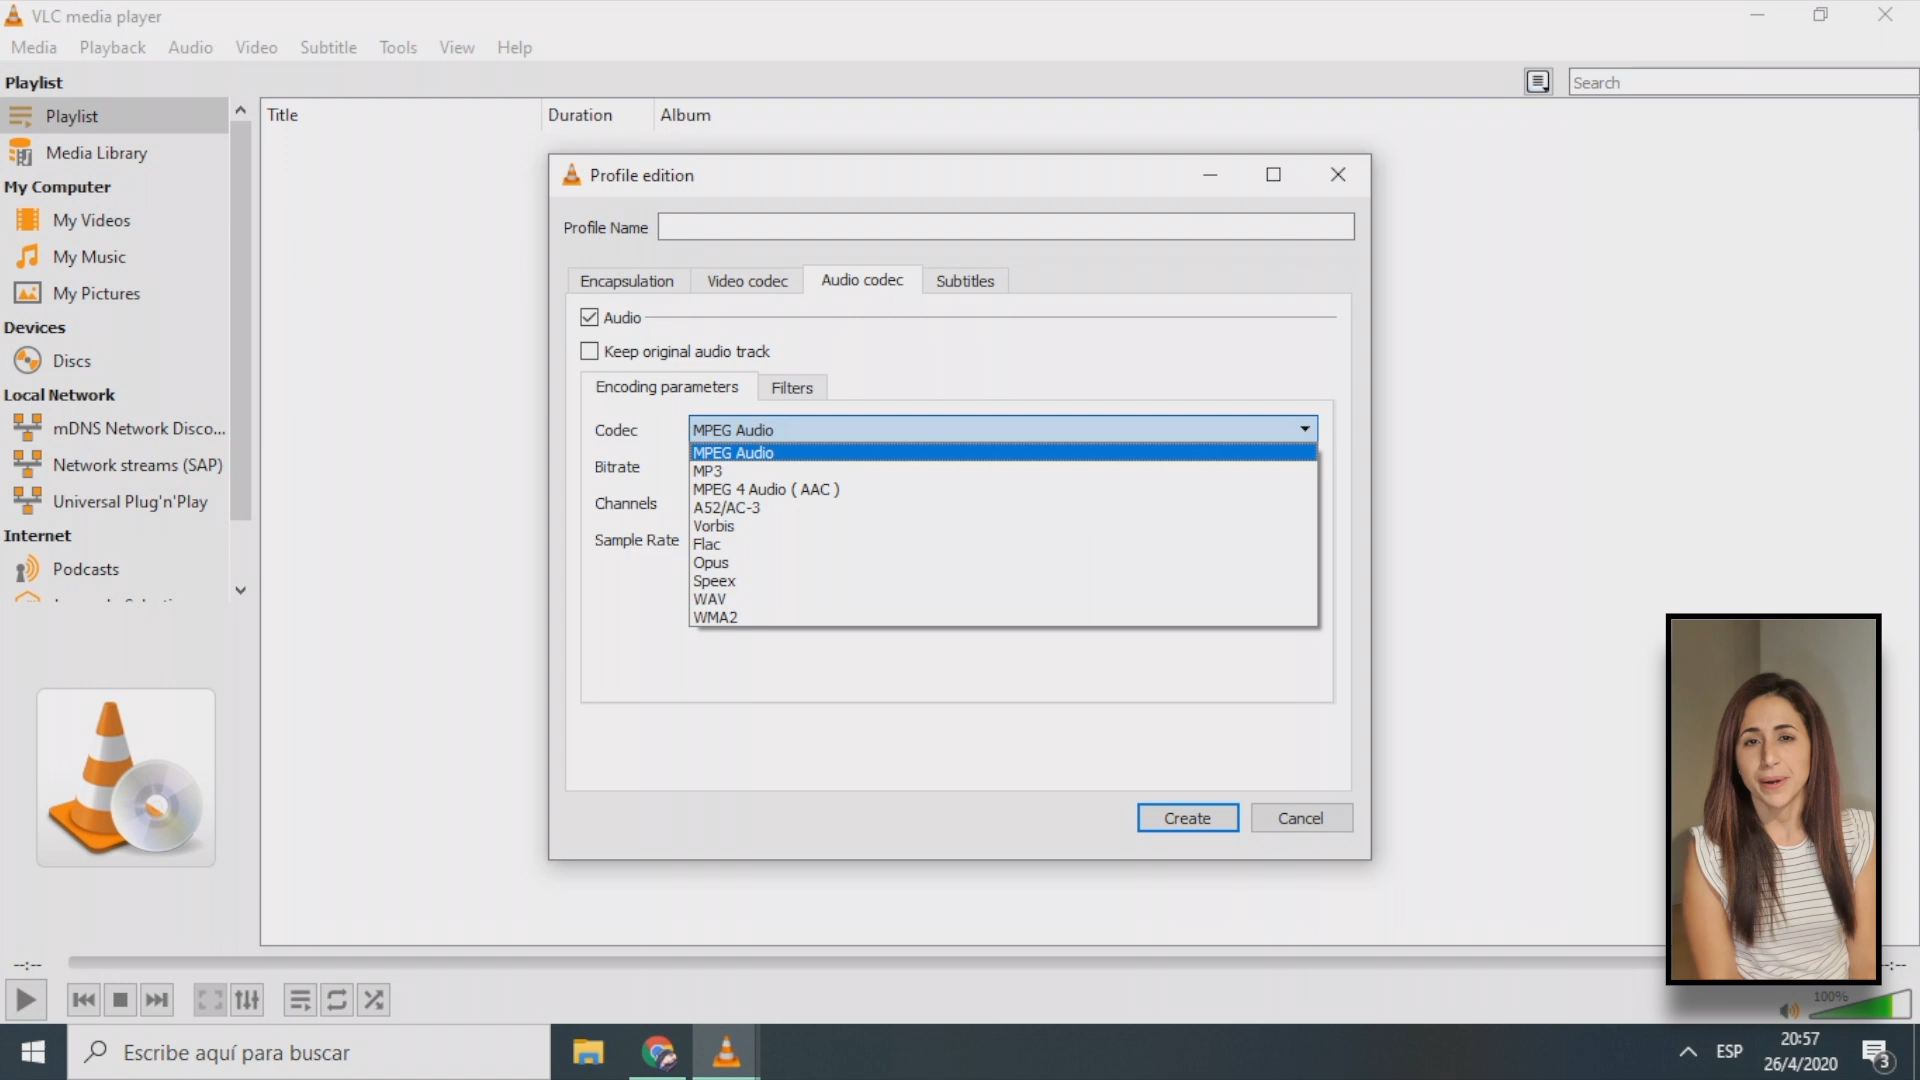 VLC media player
Media Playback Audio Video Subtitle Tools View Help
Playlist
Search
Playlist
Media Library
My Computer
My Videos
My Music
My Pictures
Devices
Discs
Local Network
mDNS Network Disco...
Network streams (SAP)
Universal Plug'n'Play
Internet
Podcasts
Title Duration Album
Profile edition
Profile Name
Encapsulation Video codec Audio codec Subtitles
Audio
Keep original audio track
Encoding parameters Filters
Codec MPEG Audio
Bitrate
Channels
Sample Rate
MPEG Audio
MP3
MPEG 4 Audio ( AAC )
A52/AC-3
Vorbis
Flac
Opus
Speex
WAV
WMA2
Create Cancel
--:--
100%
Escribe aquí para buscar
ESP
20:57
26/4/2020
3